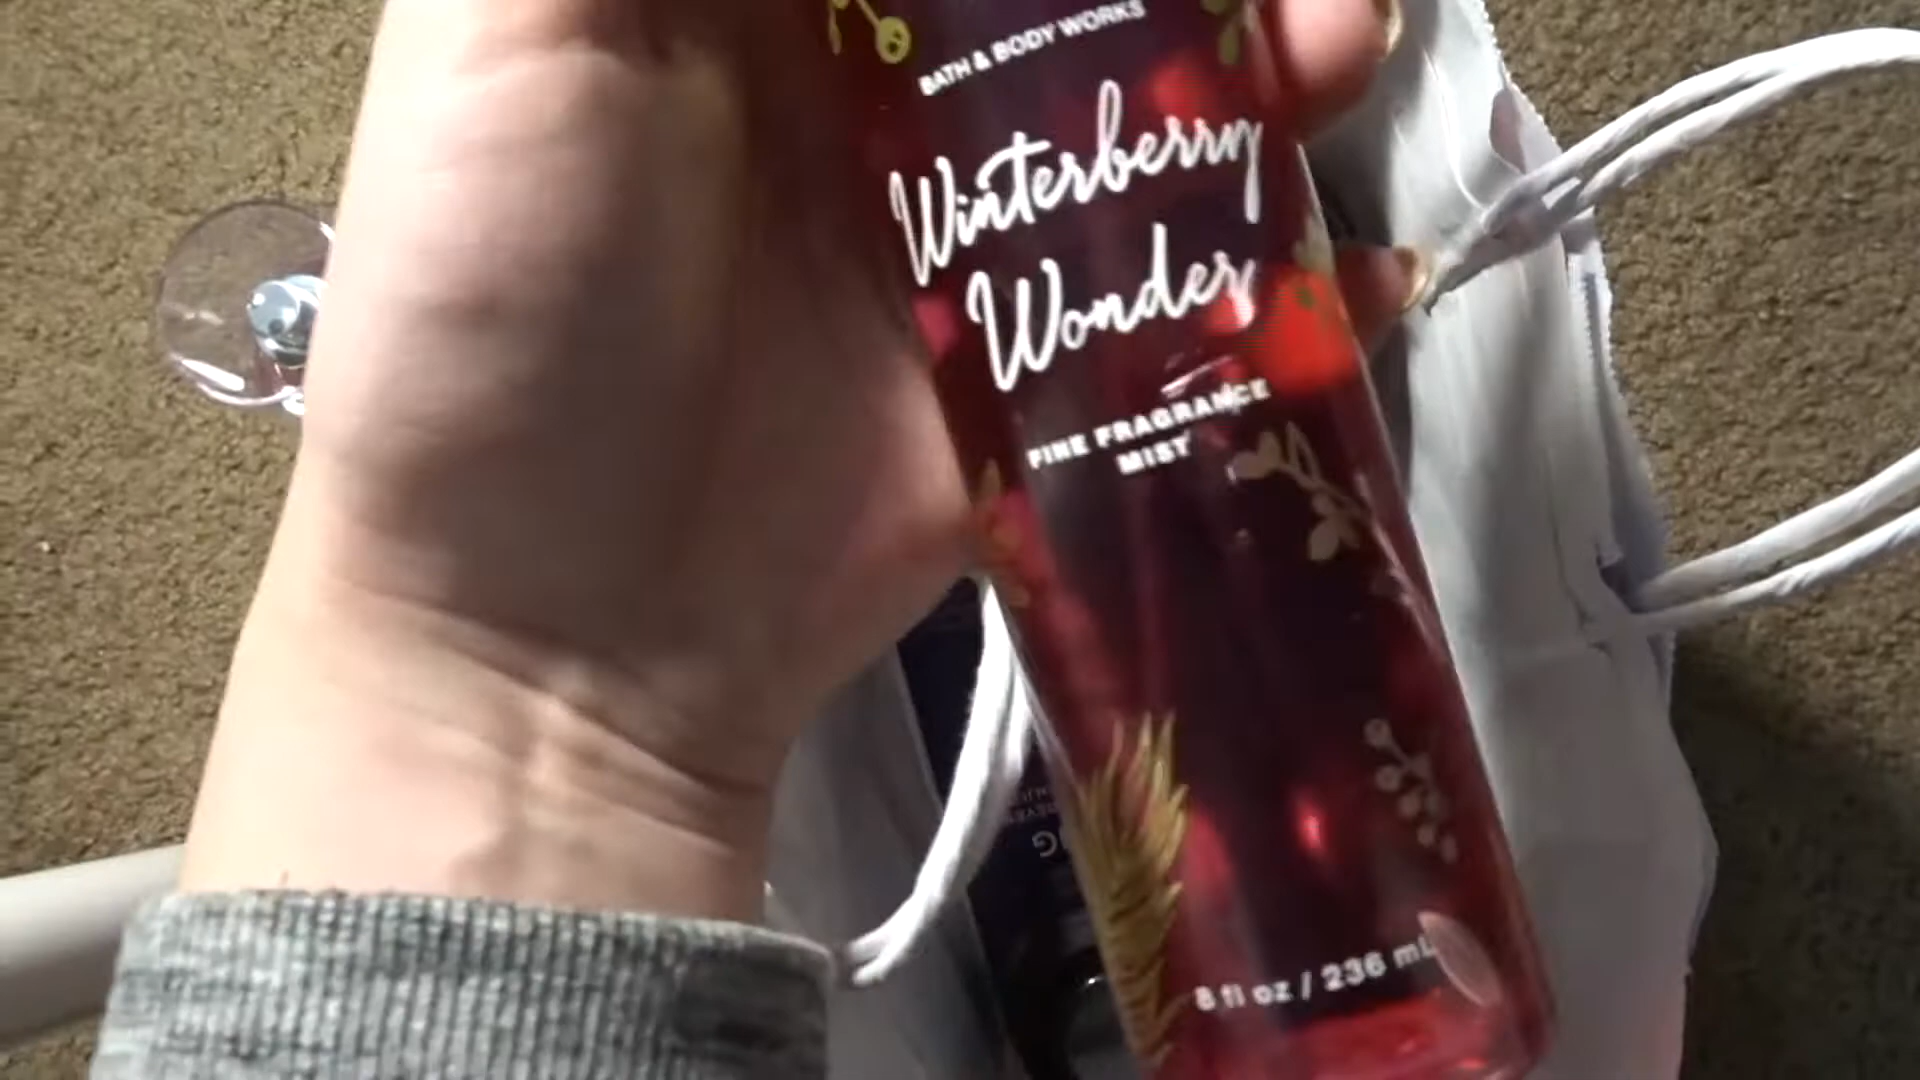 BATH & BODY WORKS
Winterberry
Wonder
FINE FRAGRANCE
MIST
8 fl oz / 236 mL